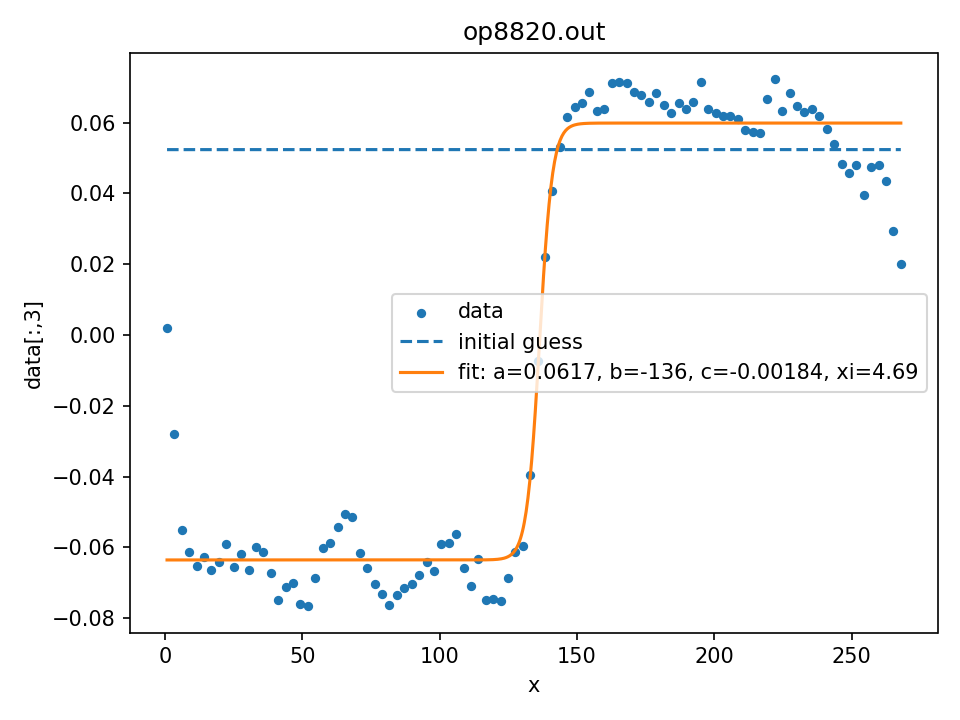 op8820.out
data[:,3]
0.06
0.04
0.02
0.00
−0.02
−0.04
−0.06
−0.08
data
initial guess
fit: a=0.0617, b=-136, c=-0.00184, xi=4.69
0 50 100 150 200 250
x